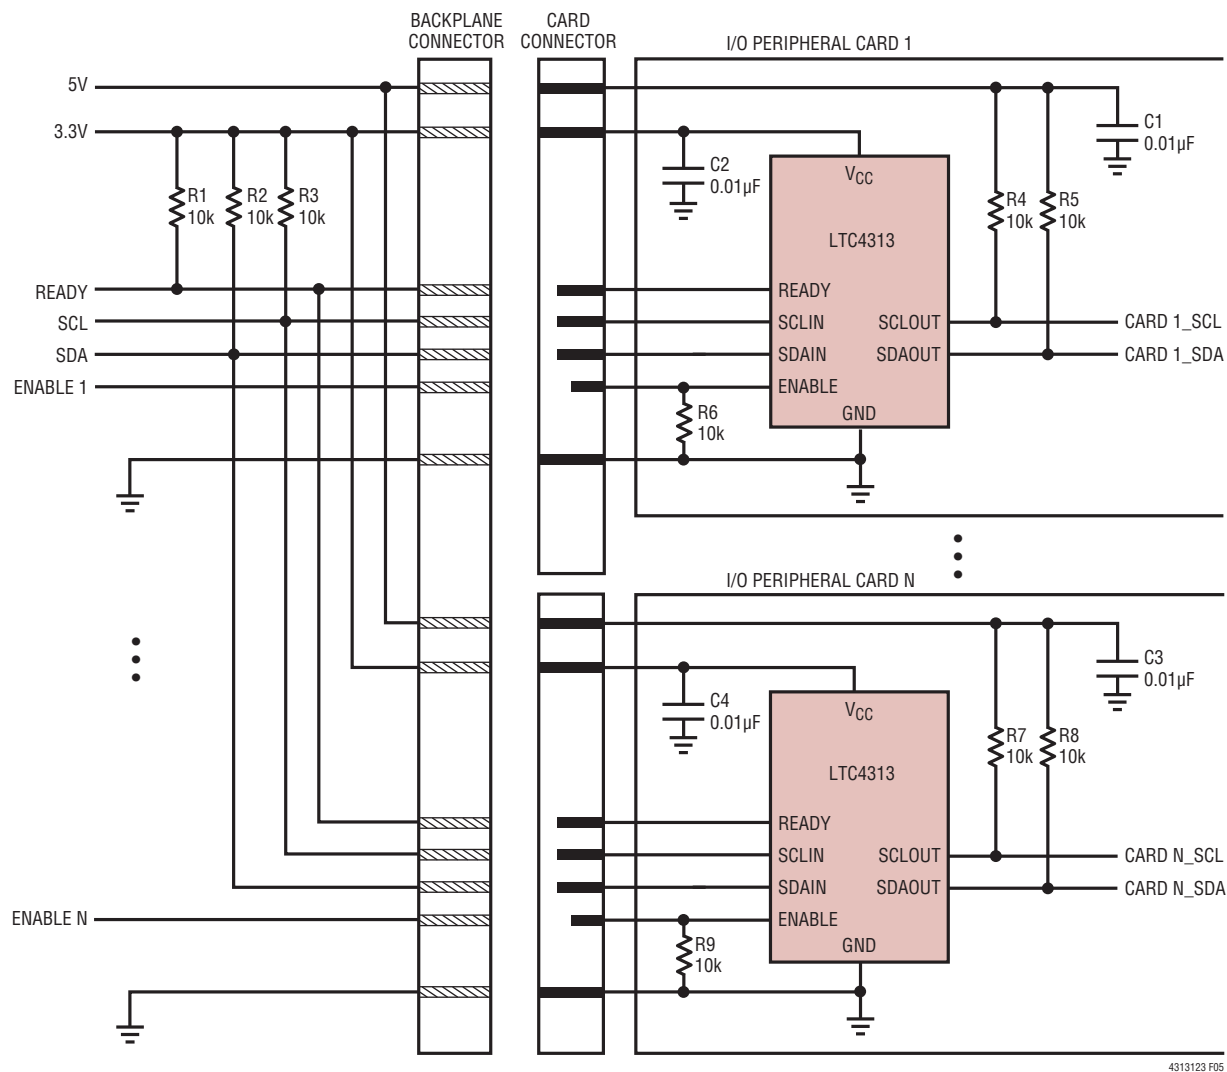 BACKPLANE
CONNECTOR
CARD
CONNECTOR
I/O PERIPHERAL CARD 1
5V
3.3V
C1
0.01µF
C2
0.01µF
VCC
R1
10k
R2
10k
R3
10k
R4
10k
R5
10k
LTC4313
READY
READY
SCL
SCLIN
SCLOUT
CARD 1_SCL
SDA
SDAIN
SDAOUT
CARD 1_SDA
ENABLE 1
ENABLE
GND
R6
10k
I/O PERIPHERAL CARD N
C3
0.01µF
C4
0.01µF
VCC
R7
10k
R8
10k
LTC4313
READY
SCLIN
SCLOUT
CARD N_SCL
SDAIN
SDAOUT
CARD N_SDA
ENABLE N
ENABLE
GND
R9
10k
4313123 F05